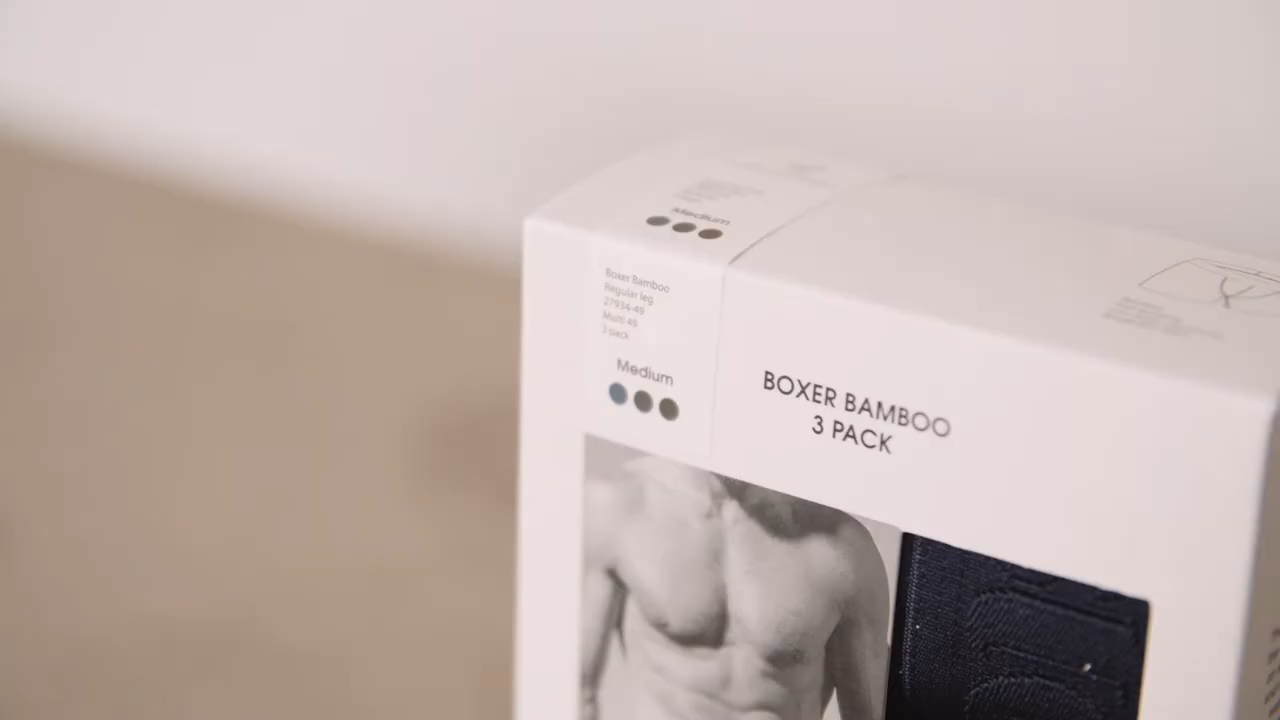 Medium
Boxer Bamboo
Regular leg
27934-49
Multi 49
3 pack
Medium
BOXER BAMBOO
3 PACK